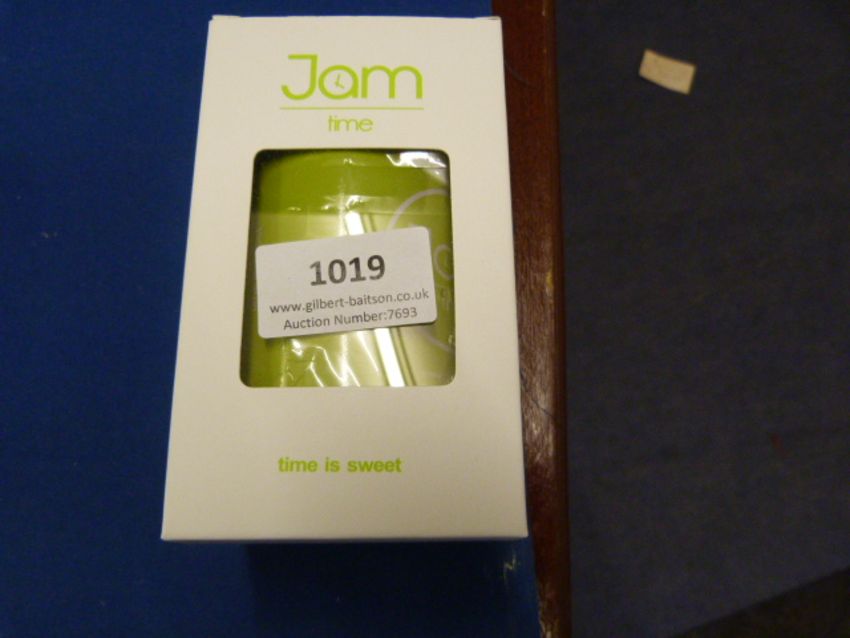 Jam
time
1019
www.gilbert-baitson.co.uk
Auction Number:7693
time is sweet